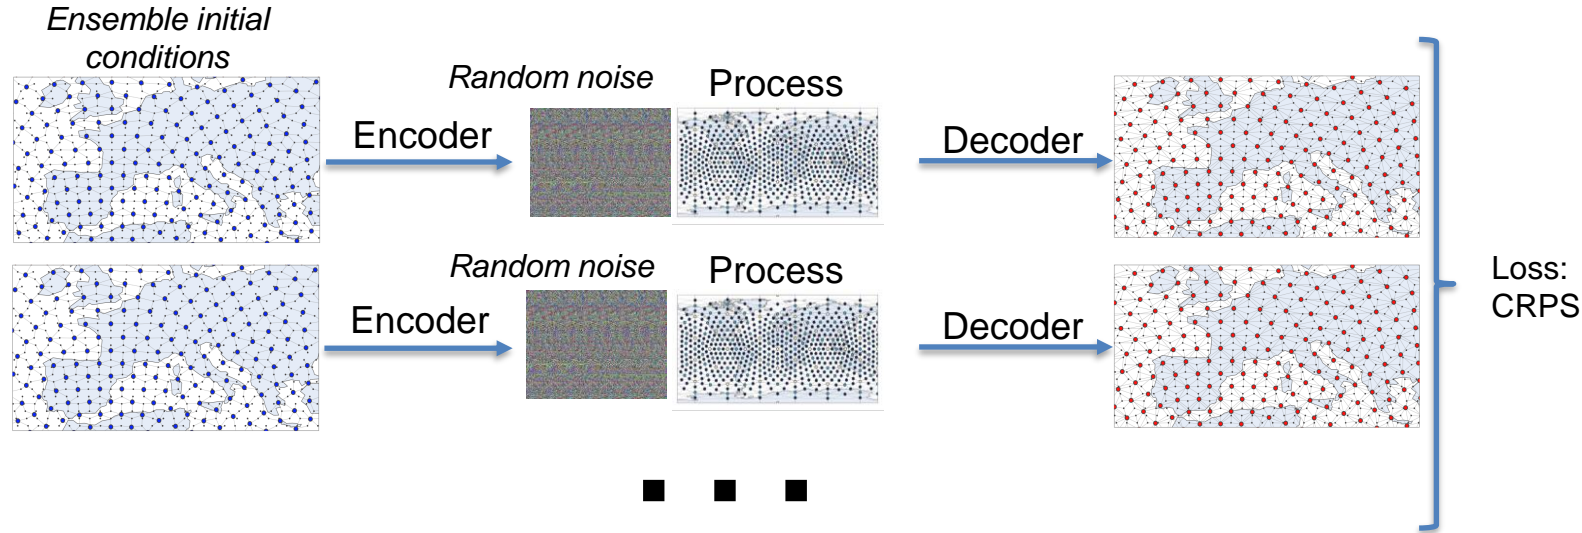 Ensemble initial
conditions
Random noise
Process
Encoder
Decoder
Random noise
Process
Encoder
Decoder
Loss:
CRPS